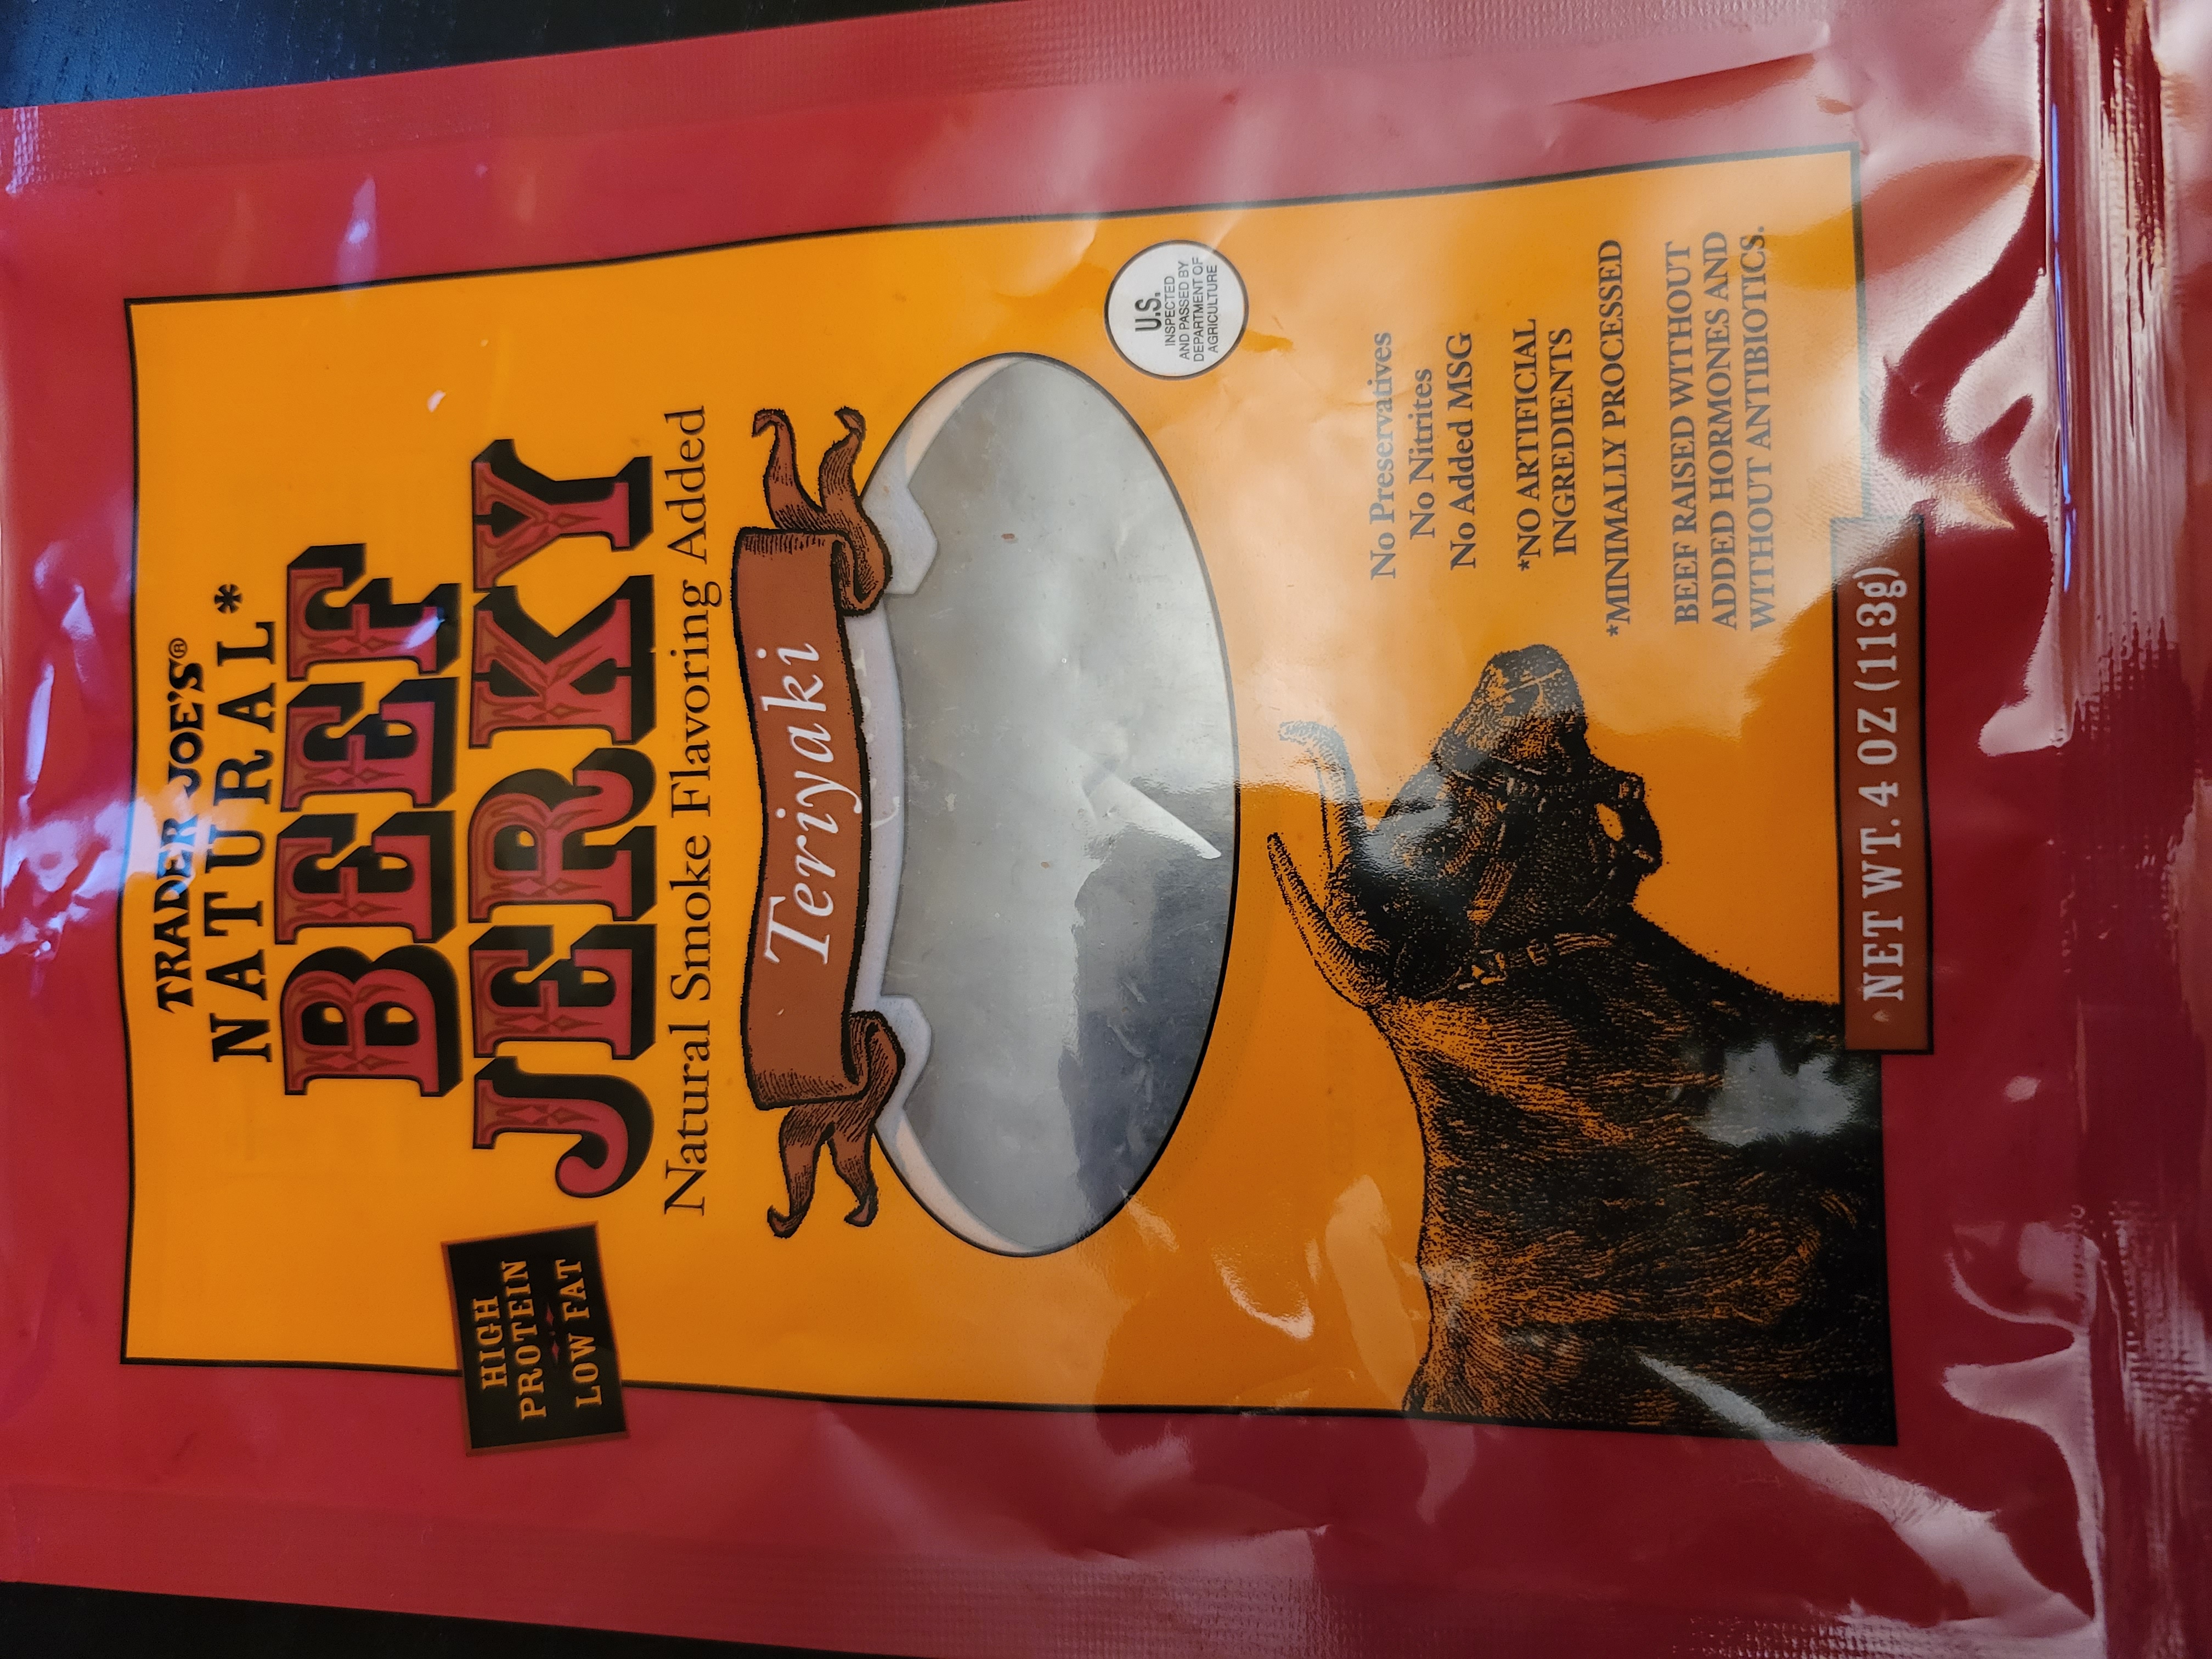 TRADER JOE'S®
NATURAL*
BEEF
JERKY
HIGH
PROTEIN
LOW FAT
Natural Smoke Flavoring Added
Teriyaki
U.S.
INSPECTED
AND PASSED BY
DEPARTMENT OF
AGRICULTURE
No Preservatives
No Nitrites
No Added MSG
*NO ARTIFICIAL
INGREDIENTS
*MINIMALLY PROCESSED
BEEF RAISED WITHOUT
ADDED HORMONES AND
WITHOUT ANTIBIOTICS.
NET WT. 4 OZ (113g)